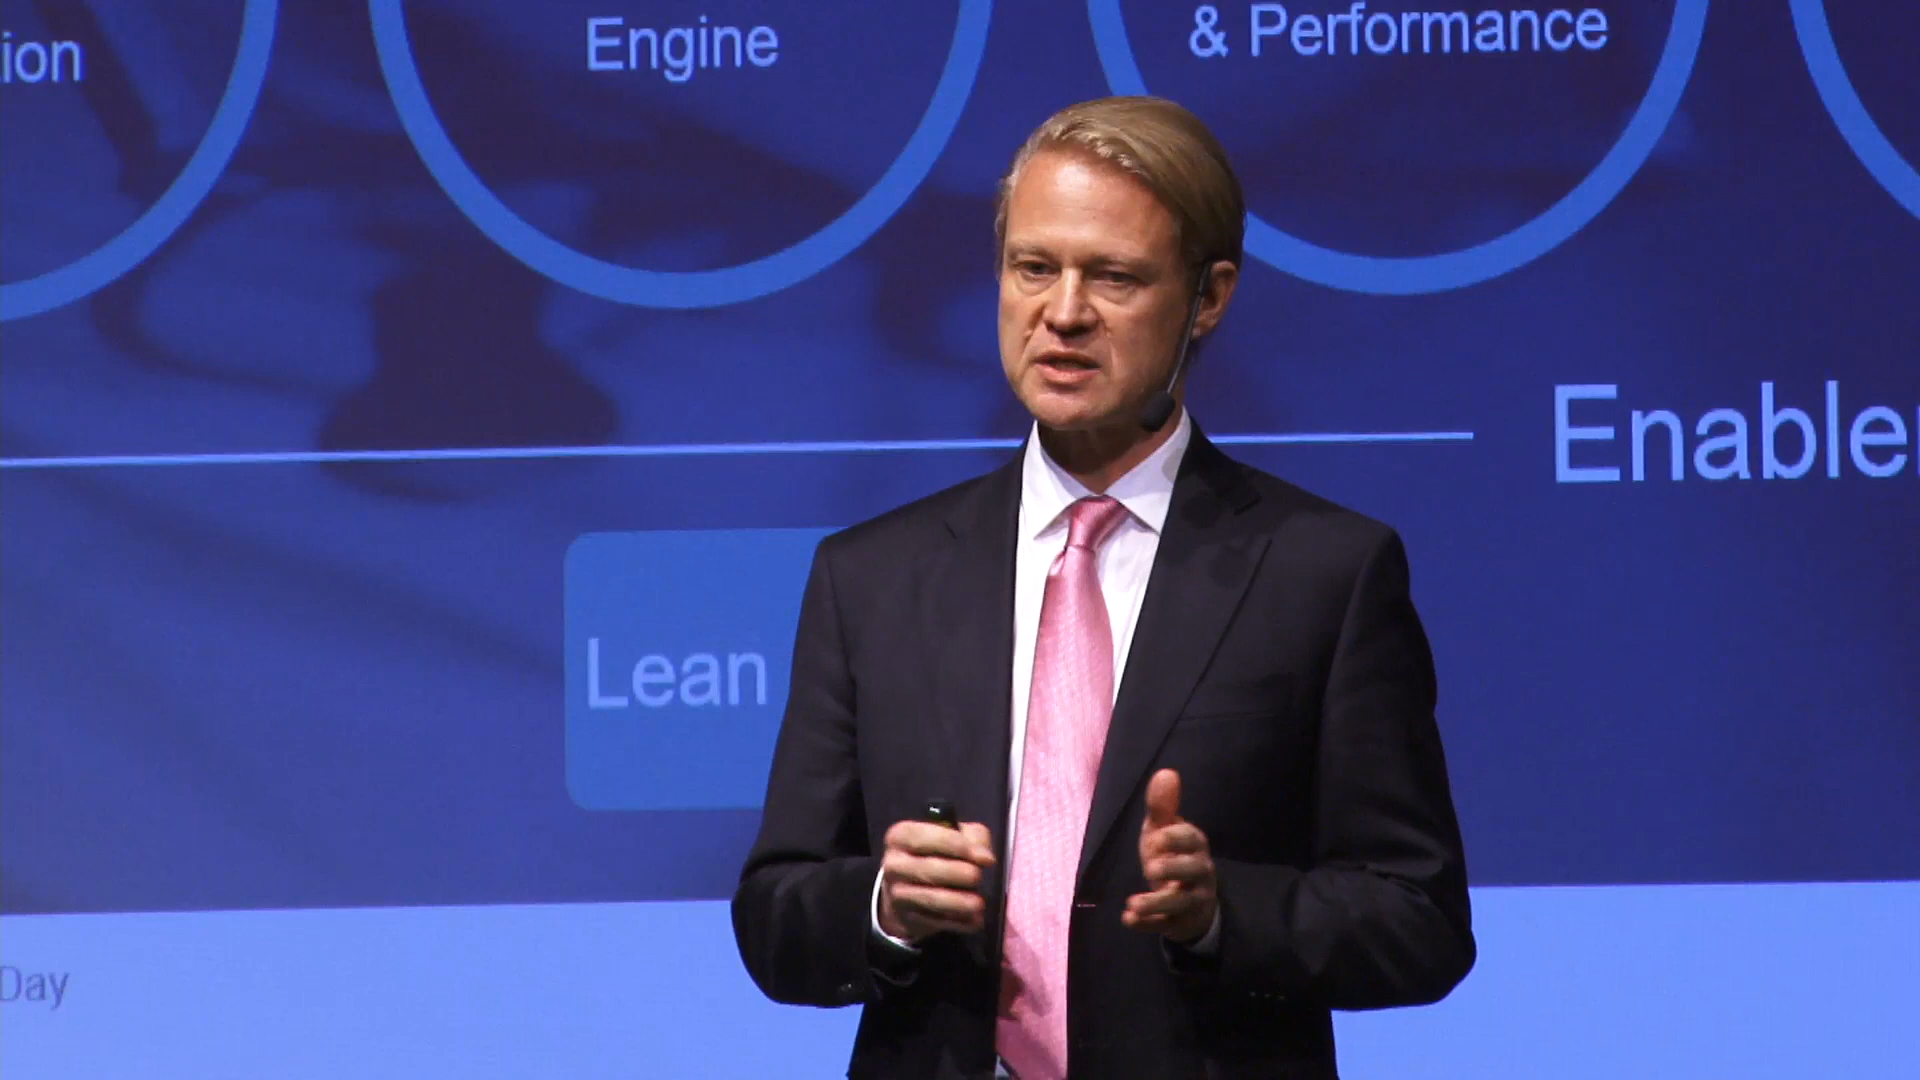 ion
Engine
& Performance
Enable
Lean
Day